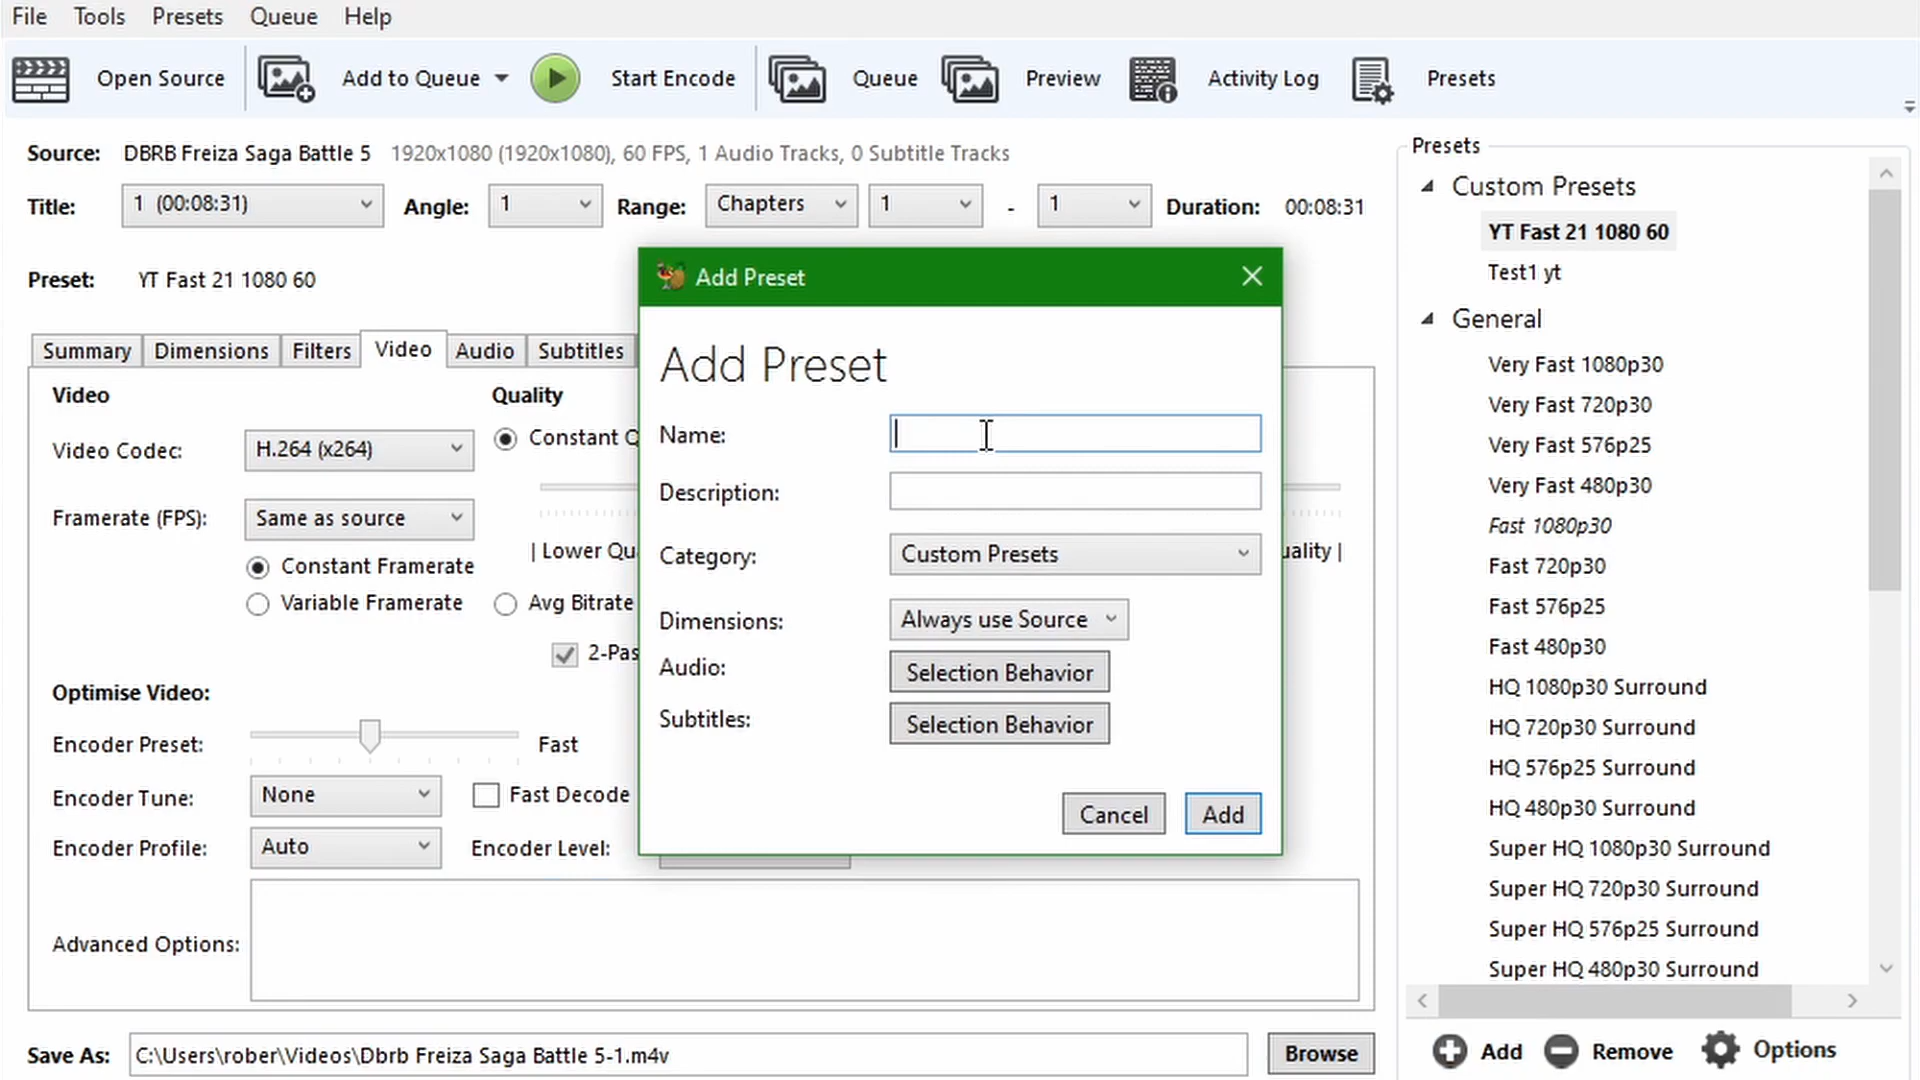 File Tools Presets Queue Help
Open Source Add to Queue Start Encode Queue Preview Activity Log Presets
Source: DBRB Freiza Saga Battle 5 1920x1080 (1920x1080), 60 FPS, 1 Audio Tracks, 0 Subtitle Tracks
Title: 1 (00:08:31) Angle: 1 Range: Chapters 1 - 1 Duration: 00:08:31
Preset: YT Fast 21 1080 60
Summary Dimensions Filters Video Audio Subtitles
Video
Quality
Video Codec: H.264 (x264)
Constant Q
Framerate (FPS): Same as source
| Lower Qu
uality |
Constant Framerate
Variable Framerate
Avg Bitrate
2-Pas
Optimise Video:
Encoder Preset: Fast
Encoder Tune: None Fast Decode
Encoder Profile: Auto Encoder Level:
Advanced Options:
Save As: C:\Users\rober\Videos\Dbrb Freiza Saga Battle 5-1.m4v Browse
Add Preset
Add Preset
Name:
Description:
Category: Custom Presets
Dimensions: Always use Source
Audio: Selection Behavior
Subtitles: Selection Behavior
Cancel Add
Presets
Custom Presets
YT Fast 21 1080 60
Test1 yt
General
Very Fast 1080p30
Very Fast 720p30
Very Fast 576p25
Very Fast 480p30
Fast 1080p30
Fast 720p30
Fast 576p25
Fast 480p30
HQ 1080p30 Surround
HQ 720p30 Surround
HQ 576p25 Surround
HQ 480p30 Surround
Super HQ 1080p30 Surround
Super HQ 720p30 Surround
Super HQ 576p25 Surround
Super HQ 480p30 Surround
Add Remove Options